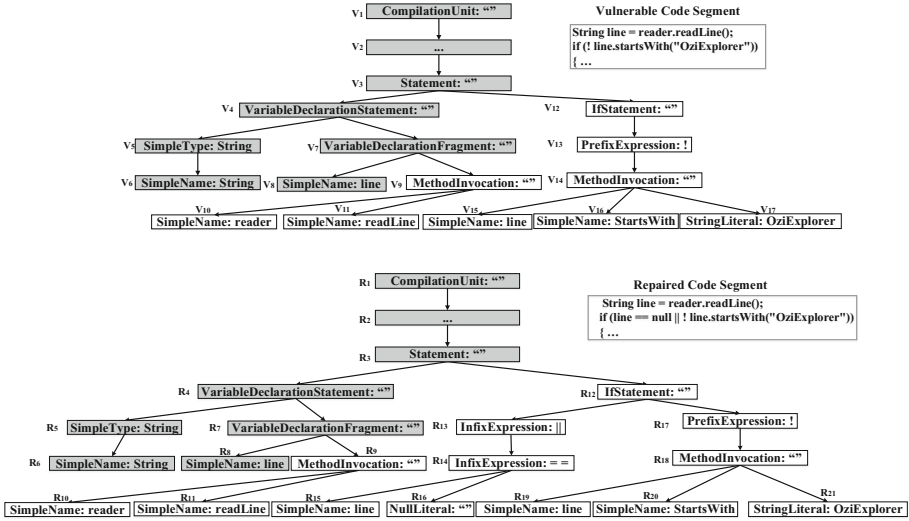 V1 CompilationUnit: “” Vulnerable Code Segment
String line = reader.readLine();
V2 ... if (! line.startsWith("OziExplorer"))
{ …
V3 Statement: “”
V4 VariableDeclarationStatement: “” V12 IfStatement: “”
V5 SimpleType: String V7 VariableDeclarationFragment: “” V13 PrefixExpression: !
V6 SimpleName: String V8 SimpleName: line V9 MethodInvocation: “” V14 MethodInvocation: “”
V10 V11 V15 V16 V17
SimpleName: reader SimpleName: readLine SimpleName: line SimpleName: StartsWith StringLiteral: OziExplorer
R1 CompilationUnit: “” Repaired Code Segment
String line = reader.readLine();
R2 ... if (line == null || ! line.startsWith("OziExplorer"))
{ …
R3 Statement: “”
R4 VariableDeclarationStatement: “” R12 IfStatement: “”
R5 SimpleType: String R7 VariableDeclarationFragment: “” R13 InfixExpression: || R17 PrefixExpression: !
R8 R9
R6 SimpleName: String SimpleName: line MethodInvocation: “” R14 InfixExpression: = = R18 MethodInvocation: “”
R10 R11 R15 R16 R19 R20 R21
SimpleName: reader SimpleName: readLine SimpleName: line NullLiteral: “” SimpleName: line SimpleName: StartsWith StringLiteral: OziExplorer